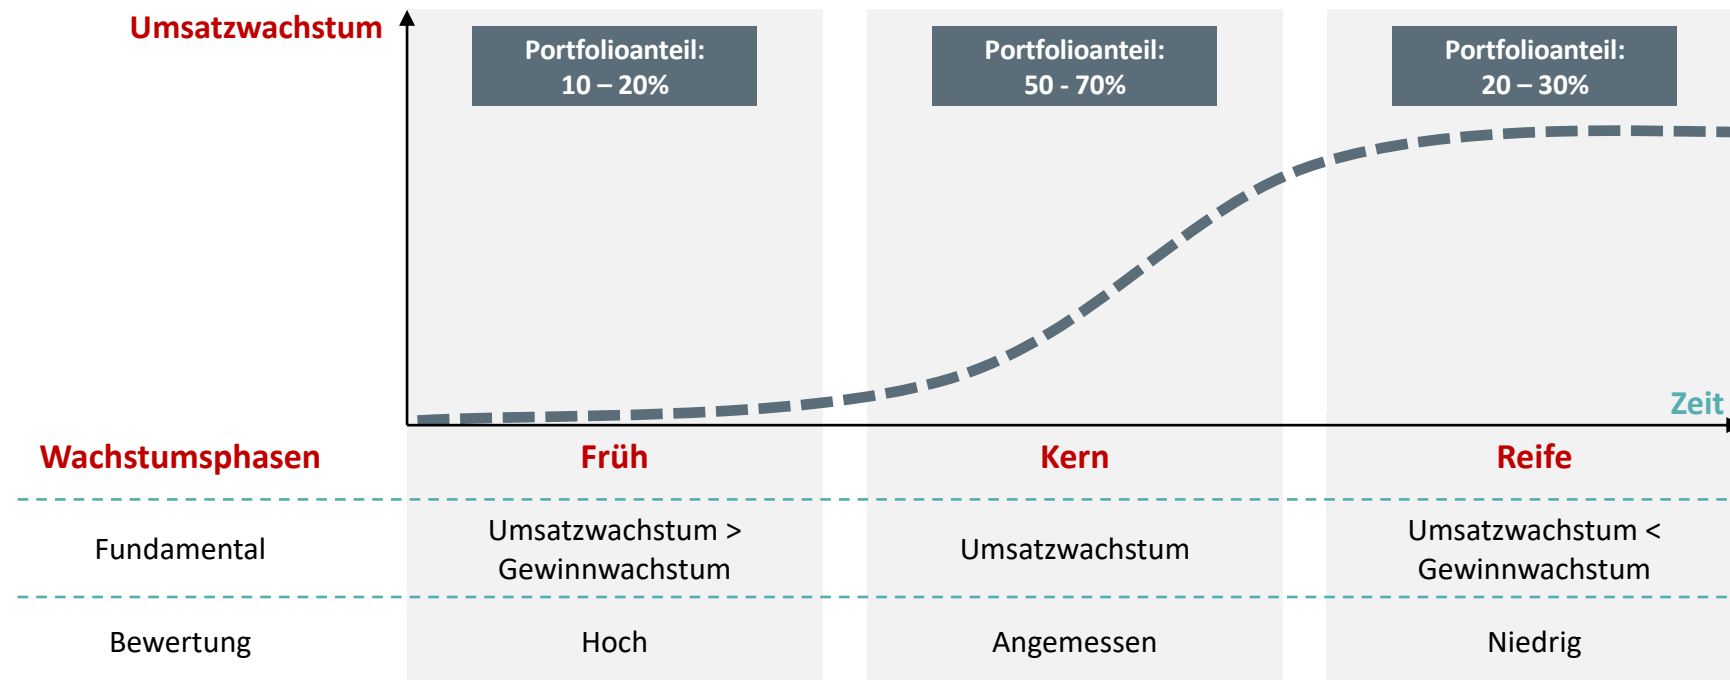 Umsatzwachstum
Portfolioanteil:
10 – 20%
Portfolioanteil:
50 - 70%
Portfolioanteil:
20 – 30%
Zeit
Wachstumsphasen
Früh
Kern
Reife
Fundamental
Umsatzwachstum >
Gewinnwachstum
Umsatzwachstum
Umsatzwachstum <
Gewinnwachstum
Bewertung
Hoch
Angemessen
Niedrig